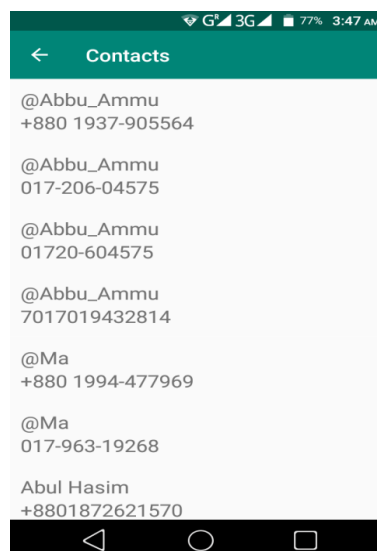 G R 3G 77% 3:47 AM
Contacts
@Abbu_Ammu
+880 1937-905564
@Abbu_Ammu
017-206-04575
@Abbu_Ammu
01720-604575
@Abbu_Ammu
7017019432814
@Ma
+880 1994-477969
@Ma
017-963-19268
Abul Hasim
+8801872621570